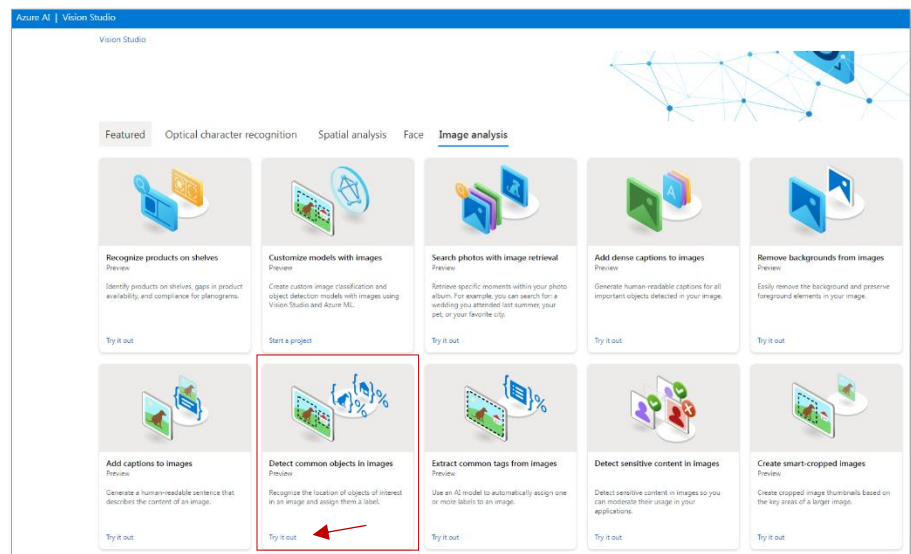 Azure AI | Vision Studio
Vision Studio
Featured Optical character recognition Spatial analysis Face Image analysis
Recognize products on shelves
Preview
Identify products on shelves, gaps in product
availability, and compliance for planograms.
Try it out
Customize models with images
Preview
Create custom image classification and
object detection models with images using
Vision Studio and Azure ML.
Start a project
Search photos with image retrieval
Preview
Retrieve specific moments within your photo
album. For example, you can search for: a
wedding you attended last summer, your
pet, or your favorite city.
Try it out
Add dense captions to images
Preview
Generate human-readable captions for all
important objects detected in your image.
Try it out
Remove backgrounds from images
Preview
Easily remove the background and preserve
foreground elements in your image.
Try it out
Add captions to images
Preview
Generate a human-readable sentence that
describes the content of an image.
Try it out
Detect common objects in images
Preview
Recognize the location of objects of interest
in an image and assign them a label.
Try it out
Extract common tags from images
Preview
Use an AI model to automatically assign one
or more labels to an image.
Try it out
Detect sensitive content in images
Preview
Detect sensitive content in images so you
can moderate their usage in your
applications.
Try it out
Create smart-cropped images
Preview
Create cropped image thumbnails based on
the key areas of a larger image.
Try it out